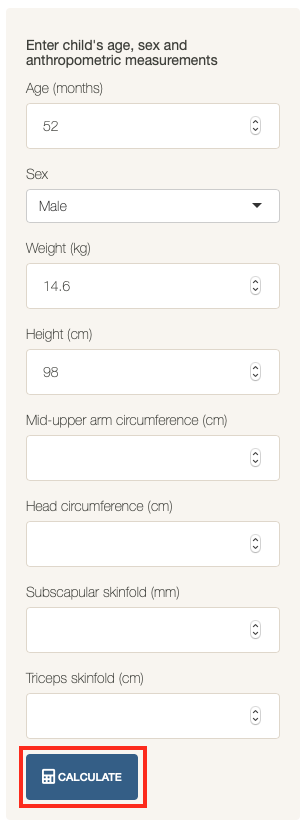 Enter child's age, sex and
anthropometric measurements
Age (months)
52
Sex
Male
Weight (kg)
14.6
Height (cm)
98
Mid-upper arm circumference (cm)
Head circumference (cm)
Subscapular skinfold (mm)
Triceps skinfold (cm)
CALCULATE